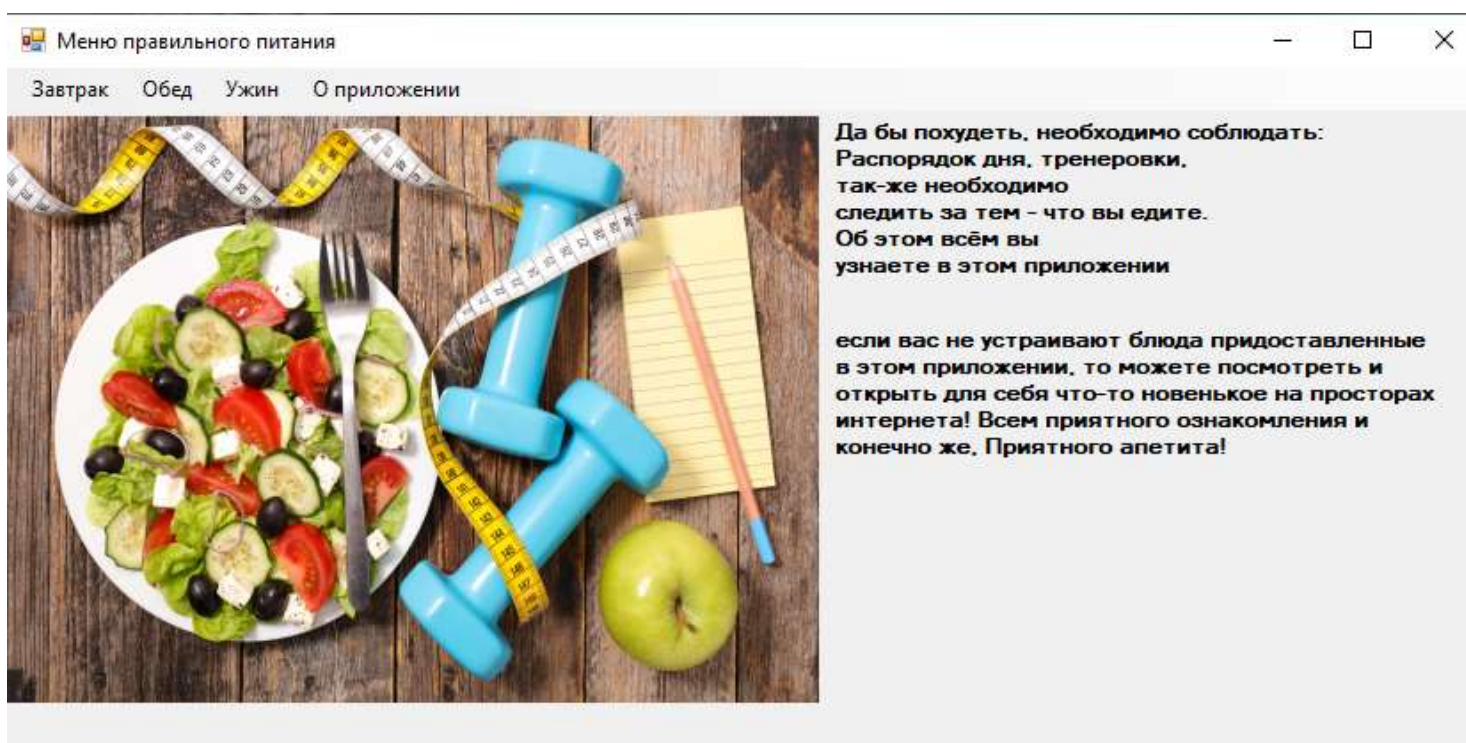 Меню правильного питания
Завтрак Обед Ужин О приложении
Да бы похудеть, необходимо соблюдать:
Распорядок дня, тренеровки,
так-же необходимо
следить за тем - что вы едите.
Об этом всём вы
узнаете в этом приложении
если вас не устраивают блюда придоставленные
в этом приложении, то можете посмотреть и
открыть для себя что-то новенькое на просторах
интернета! Всем приятного ознакомления и
конечно же, Приятного апетита!